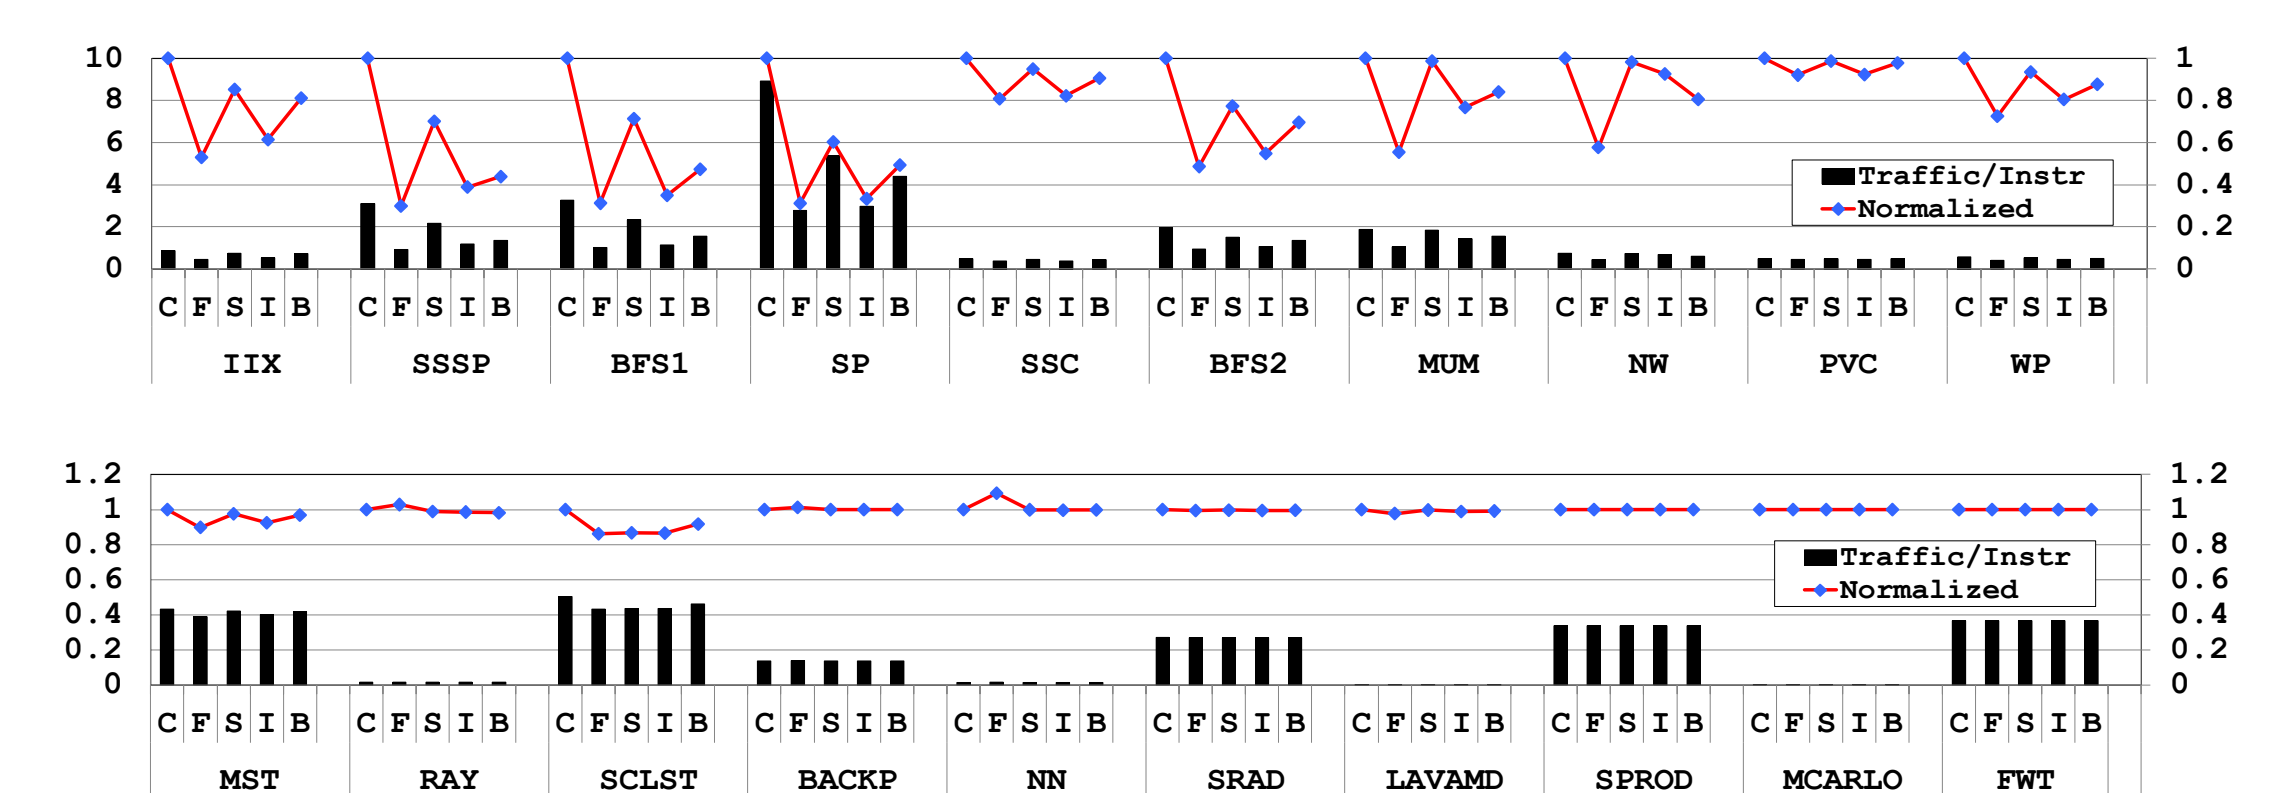 10 1
8 0.8
6 0.6
4 0.4
2 0.2
0 0
Traffic/Instr
Normalized
C F S I B C F S I B C F S I B C F S I B C F S I B C F S I B C F S I B C F S I B C F S I B C F S I B
IIX SSSP BFS1 SP SSC BFS2 MUM NW PVC WP
1.2 1.2
1 1
0.8 0.8
0.6 0.6
0.4 0.4
0.2 0.2
0 0
Traffic/Instr
Normalized
C F S I B C F S I B C F S I B C F S I B C F S I B C F S I B C F S I B C F S I B C F S I B C F S I B
MST RAY SCLST BACKP NN SRAD LAVAMD SPROD MCARLO FWT